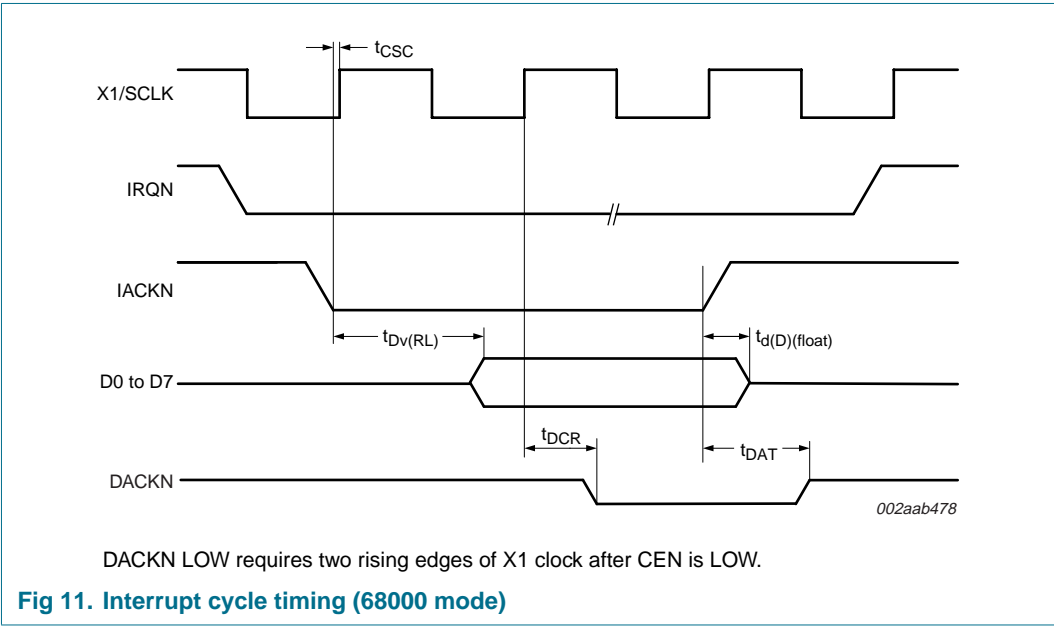 tCSC
X1/SCLK
IRQN
IACKN
tDv(RL)
td(D)(float)
D0 to D7
tDCR
tDAT
DACKN
002aab478
DACKN LOW requires two rising edges of X1 clock after CEN is LOW.
Fig 11. Interrupt cycle timing (68000 mode)